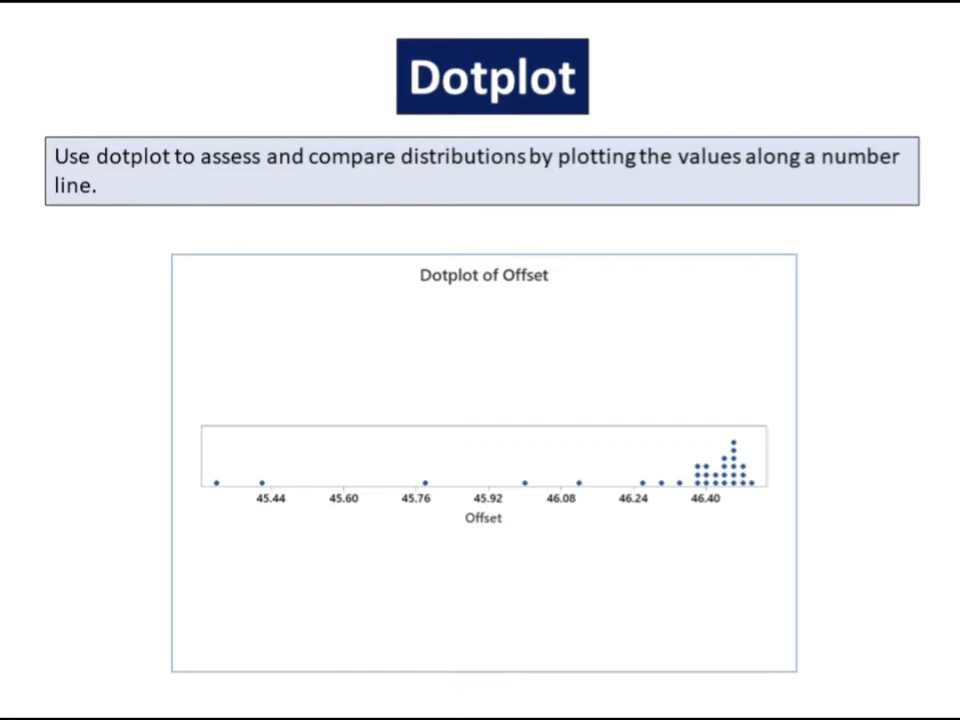 Dotplot
Use dotplot to assess and compare distributions by plotting the values along a number
line.
Dotplot of Offset
45.44 45.60 45.76 45.92 46.08 46.24 46.40
Offset